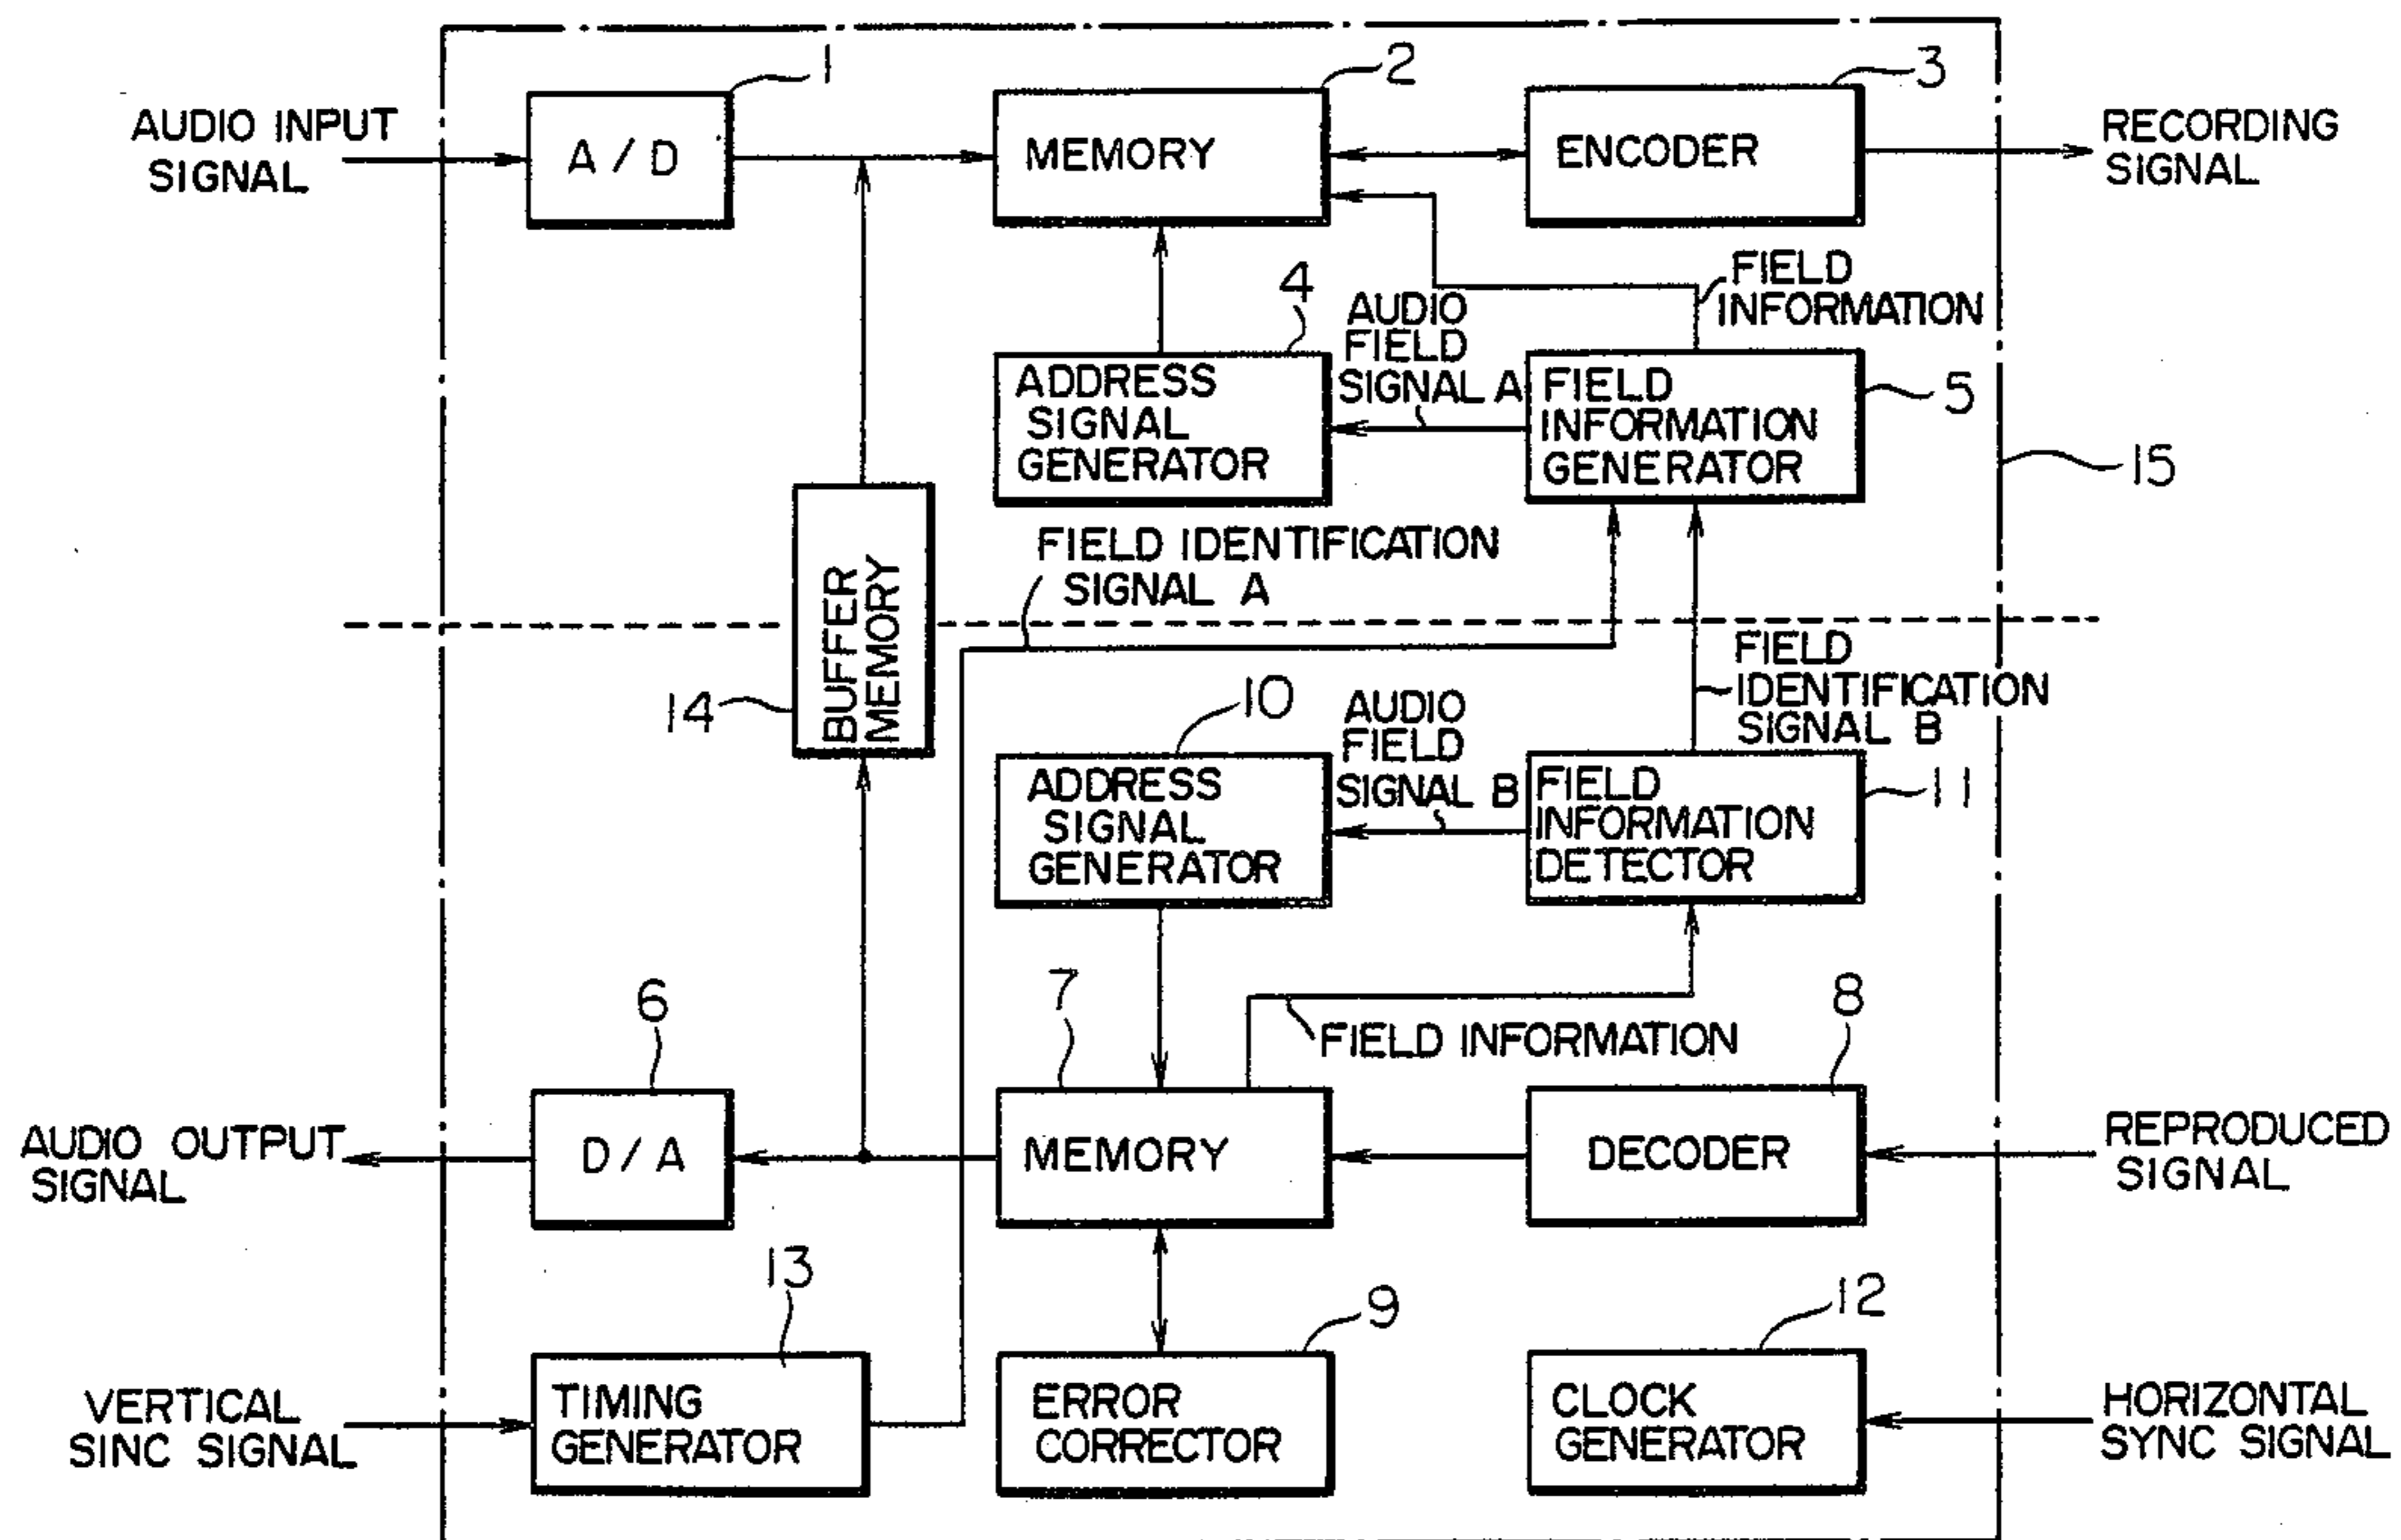 1
2
3
AUDIO INPUT
SIGNAL
A / D
MEMORY
ENCODER
RECORDING
SIGNAL
FIELD
INFORMATION
4
AUDIO
FIELD
SIGNAL A
ADDRESS
SIGNAL
GENERATOR
FIELD
INFORMATION
GENERATOR
5
15
FIELD IDENTIFICATION
SIGNAL A
BUFFER
MEMORY
14
FIELD
IDENTIFICATION
SIGNAL B
10
AUDIO
FIELD
SIGNAL B
ADDRESS
SIGNAL
GENERATOR
FIELD
INFORMATION
DETECTOR
11
6
7
FIELD INFORMATION
8
AUDIO OUTPUT
SIGNAL
D / A
MEMORY
DECODER
REPRODUCED
SIGNAL
13
9
12
VERTICAL
SINC SIGNAL
TIMING
GENERATOR
ERROR
CORRECTOR
CLOCK
GENERATOR
HORIZONTAL
SYNC SIGNAL